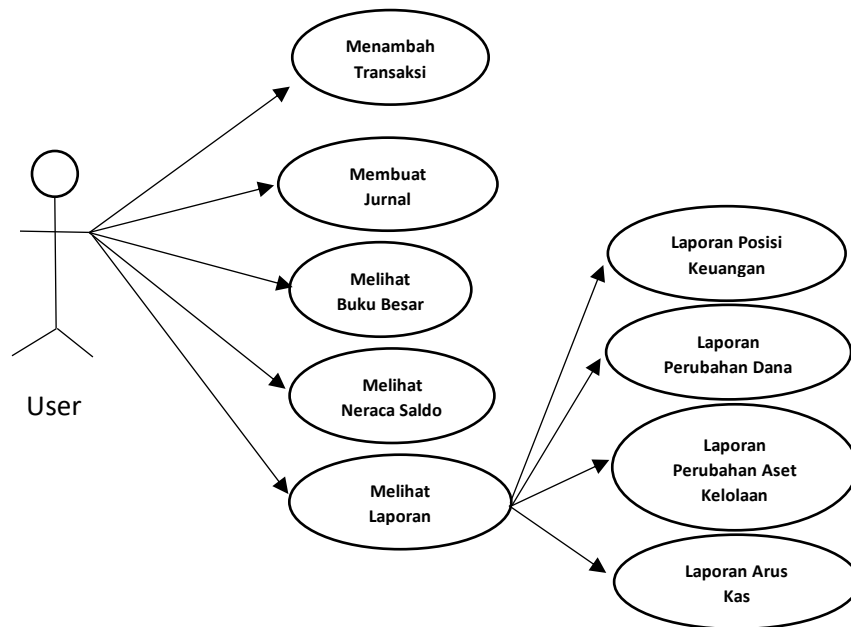 Menambah
Transaksi
Membuat
Jurnal
Melihat
Buku Besar
Melihat
Neraca Saldo
Melihat
Laporan
User
Laporan Posisi
Keuangan
Laporan
Perubahan Dana
Laporan
Perubahan Aset
Kelolaan
Laporan Arus
Kas